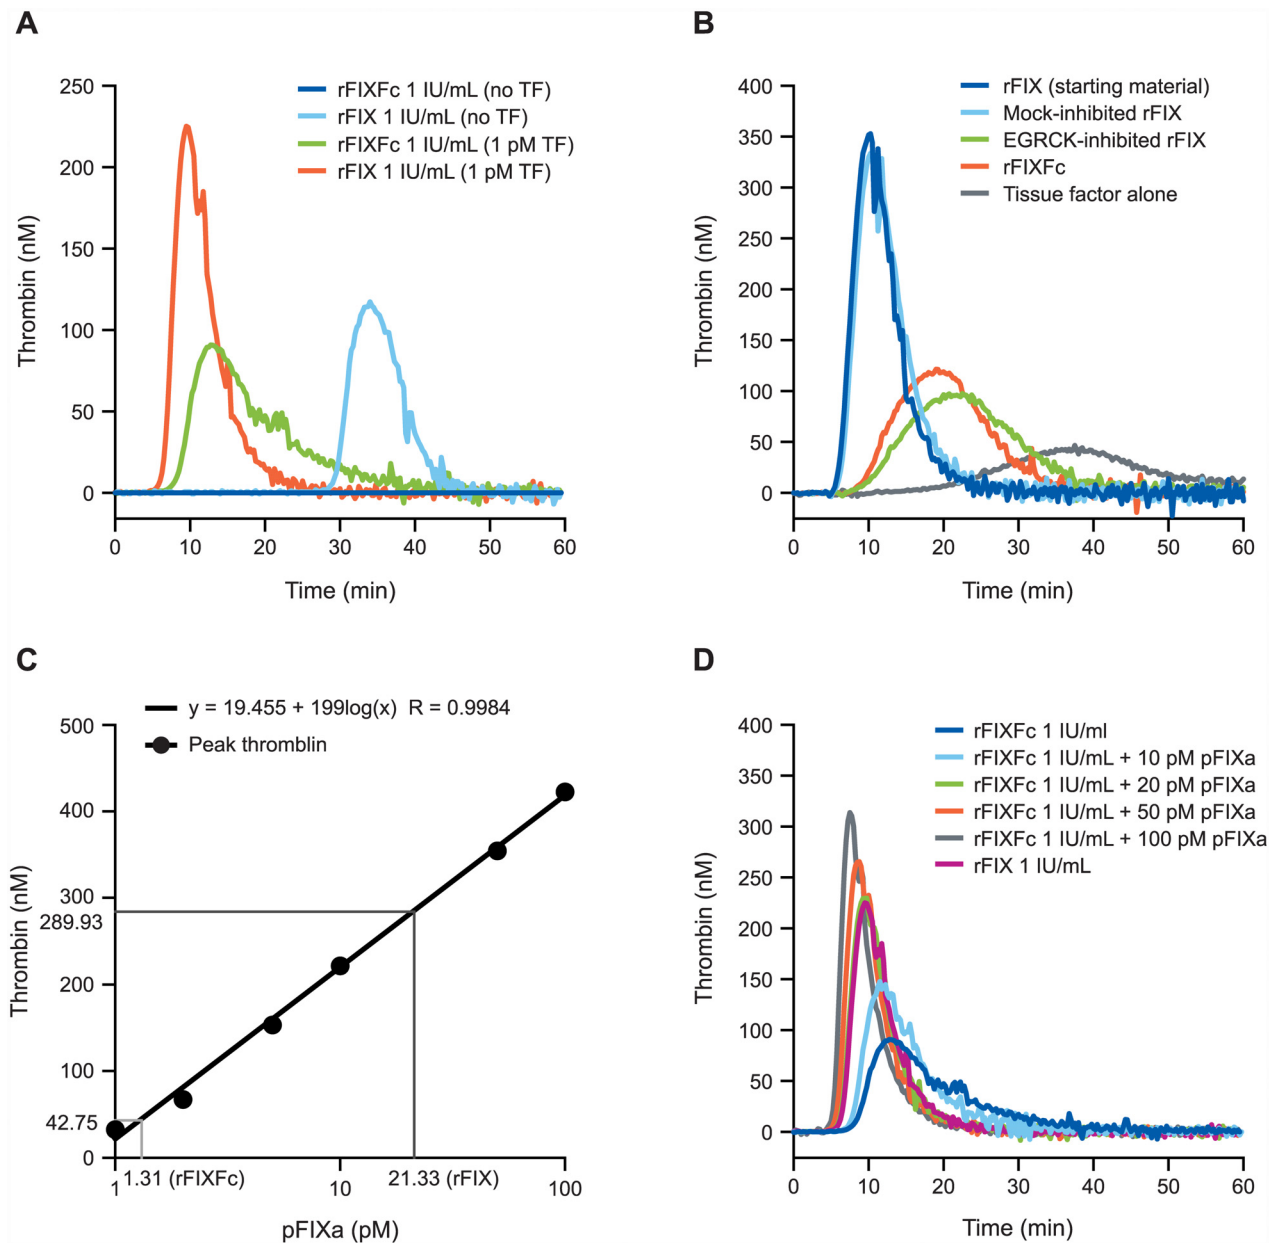 A
250
200
150
100
50
0
Thrombin (nM)
rFIXFc 1 IU/mL (no TF)
rFIX 1 IU/mL (no TF)
rFIXFc 1 IU/mL (1 pM TF)
rFIX 1 IU/mL (1 pM TF)
0 10 20 30 40 50 60
Time (min)
B
400
350
300
250
200
150
100
50
0
Thrombin (nM)
rFIX (starting material)
Mock-inhibited rFIX
EGRCK-inhibited rFIX
rFIXFc
Tissue factor alone
0 10 20 30 40 50 60
Time (min)
C
y = 19.455 + 199log(x) R = 0.9984
Peak thromblin
500
400
300
289.93
200
100
42.75
0
Thrombin (nM)
1.31 (rFIXFc) 21.33 (rFIX)
1 10 100
pFIXa (pM)
D
400
350
300
250
200
150
100
50
0
Thrombin (nM)
rFIXFc 1 IU/ml
rFIXFc 1 IU/mL + 10 pM pFIXa
rFIXFc 1 IU/mL + 20 pM pFIXa
rFIXFc 1 IU/mL + 50 pM pFIXa
rFIXFc 1 IU/mL + 100 pM pFIXa
rFIX 1 IU/mL
0 10 20 30 40 50 60
Time (min)